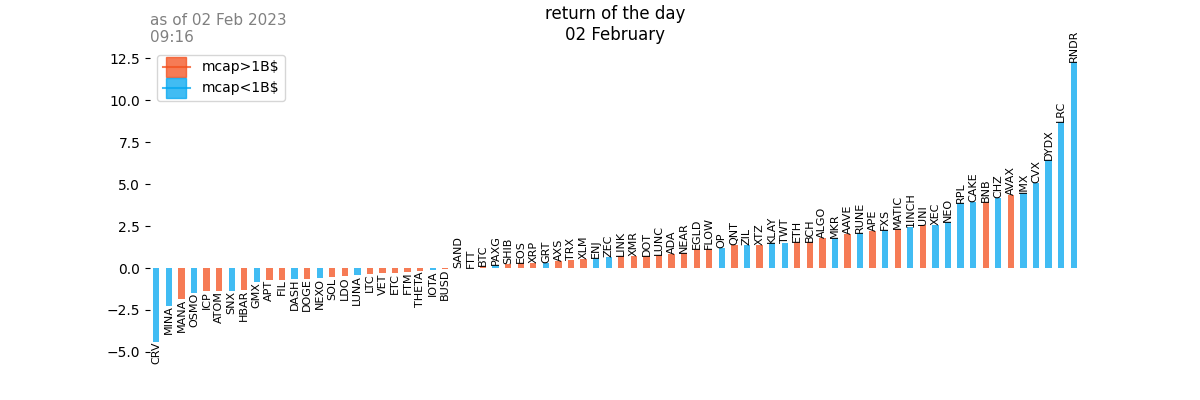 as of 02 Feb 2023
09:16
return of the day
02 February
mcap>1B$
mcap<1B$
12.5
10.0
7.5
5.0
2.5
0.0
−2.5
−5.0
CRV
MINA
MANA
OSMO
ICP
ATOM
SNX
HBAR
GMX
APT
FIL
DASH
DOGE
NEXO
SOL
LDO
LUNA
LTC
VET
ETC
FTM
THETA
IOTA
BUSD
SAND
FTT
BTC
PAXG
SHIB
EOS
XRP
GRT
AXS
TRX
XLM
ENJ
ZEC
LINK
XMR
DOT
LUNC
ADA
NEAR
EGLD
FLOW
OP
QNT
ZIL
XTZ
KLAY
TWT
ETH
BCH
ALGO
MKR
AAVE
RUNE
APE
FXS
MATIC
1INCH
UNI
XEC
NEO
RPL
CAKE
BNB
CHZ
AVAX
IMX
CVX
DYDX
LRC
RNDR